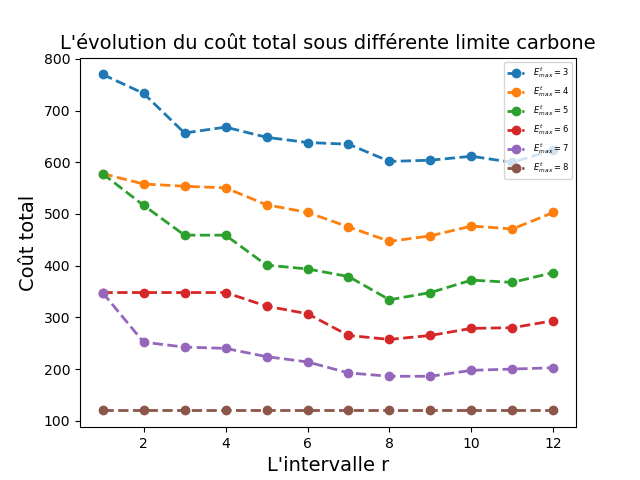 L'évolution du coût total sous différente limite carbone
800
700
600
500
400
300
200
100
Coût total
E^t_max = 3
E^t_max = 4
E^t_max = 5
E^t_max = 6
E^t_max = 7
E^t_max = 8
2 4 6 8 10 12
L'intervalle r